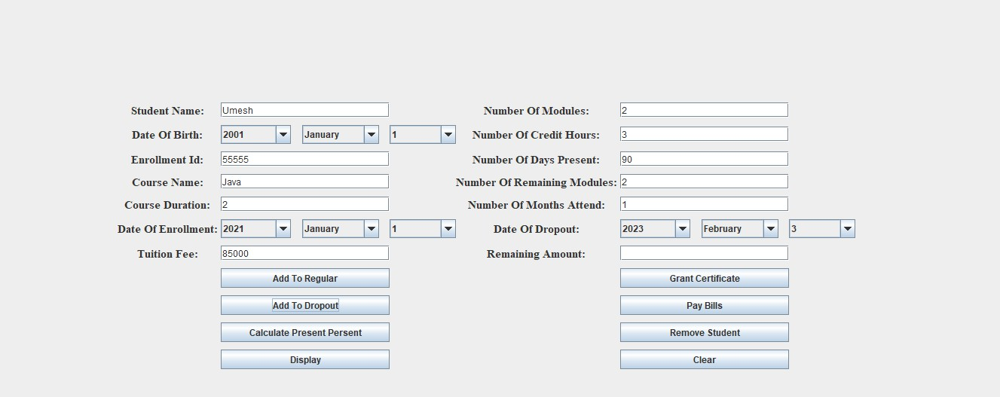 Student Name: Umesh Number Of Modules: 2
Date Of Birth: 2001 January 1 Number Of Credit Hours: 3
Enrollment Id: 55555 Number Of Days Present: 90
Course Name: Java Number Of Remaining Modules: 2
Course Duration: 2 Number Of Months Attend: 1
Date Of Enrollment: 2021 January 1 Date Of Dropout: 2023 February 3
Tuition Fee: 85000 Remaining Amount:
Add To Regular Grant Certificate
Add To Dropout Pay Bills
Calculate Present Persent Remove Student
Display Clear